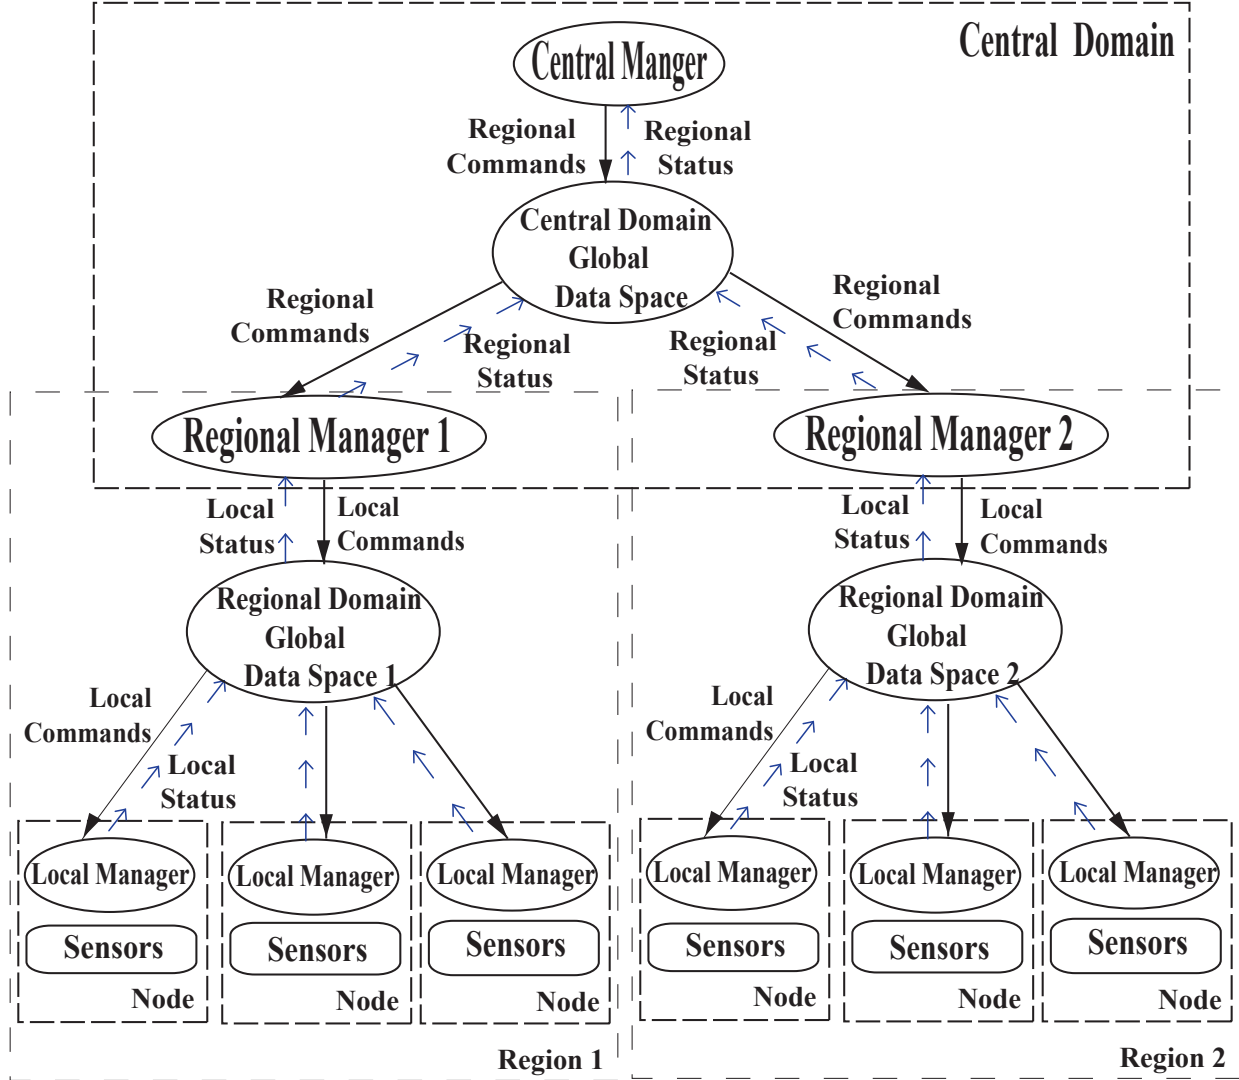 Central Domain
Central Manger
Regional
Commands
Regional
Status
Central Domain
Global
Data Space
Regional
Commands
Regional
Status
Regional
Status
Regional
Commands
Regional Manager 1
Regional Manager 2
Local
Status
Local
Commands
Local
Status
Local
Commands
Regional Domain
Global
Data Space 1
Regional Domain
Global
Data Space 2
Local
Commands
Local
Status
Local
Commands
Local
Status
Local Manager
Local Manager
Local Manager
Local Manager
Local Manager
Local Manager
Sensors
Sensors
Sensors
Sensors
Sensors
Sensors
Node
Node
Node
Node
Node
Node
Region 1
Region 2